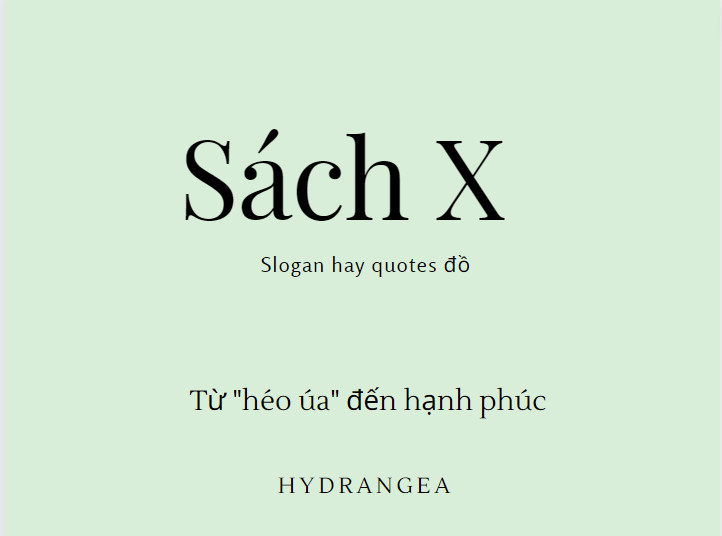 Sách X
Slogan hay quotes đồ
Từ "héo úa" đến hạnh phúc
HYDRANGEA